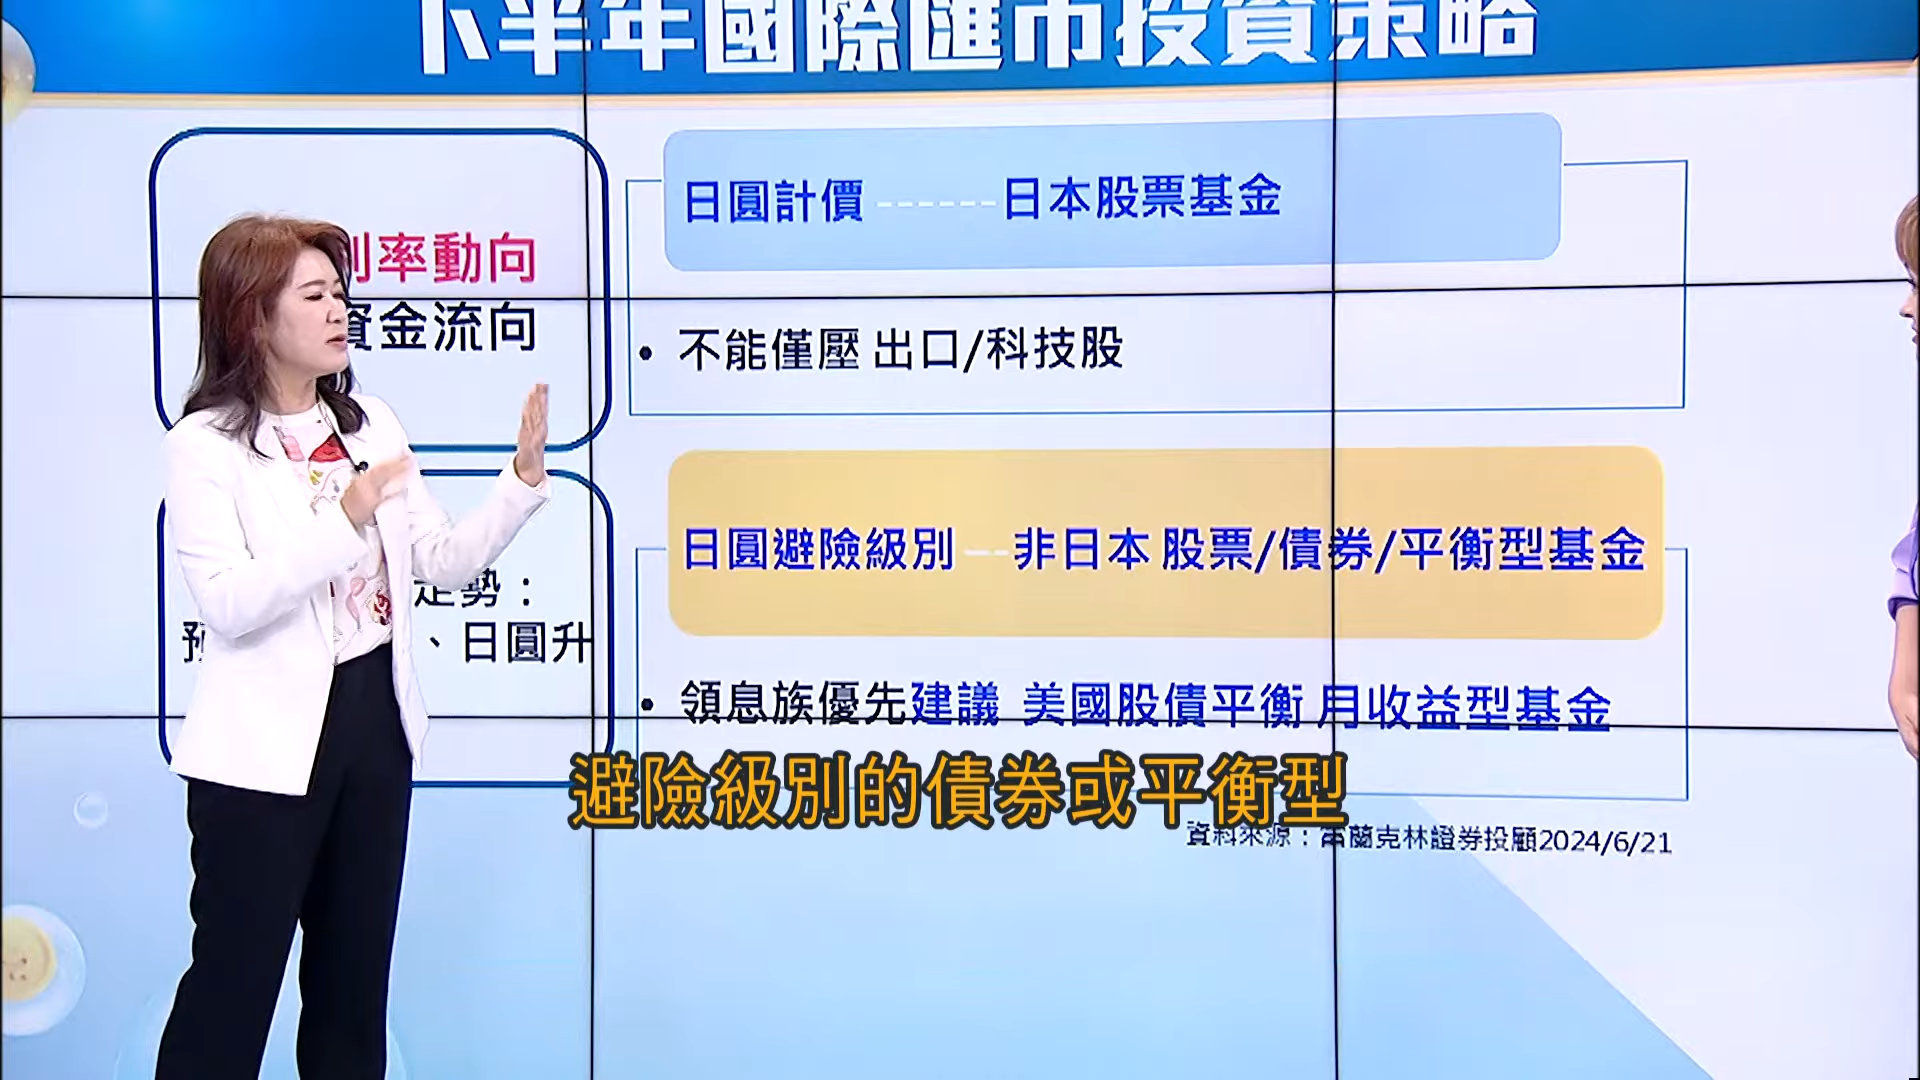 下半年國際匯市投資策略
利率動向
資金流向
日圓計價 ------日本股票基金
• 不能僅壓 出口/科技股
走勢：
預 、日圓升
日圓避險級別 -- 非日本 股票/債券/平衡型基金
• 領息族優先建議 美國股債平衡 月收益型基金
避險級別的債券或平衡型
資料來源：富蘭克林證券投顧2024/6/21